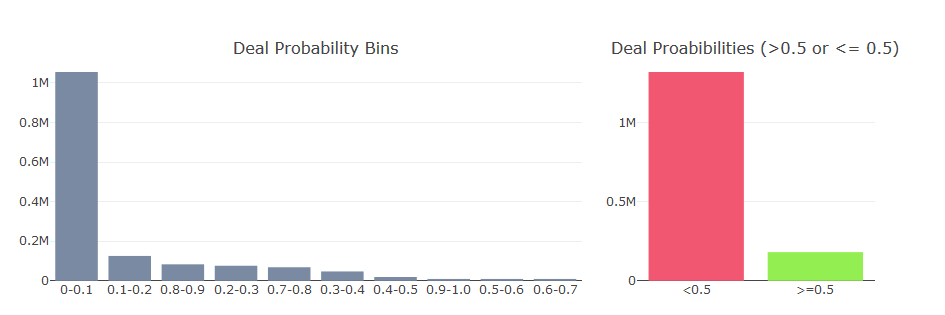 Deal Probability Bins
1M
0.8M
0.6M
0.4M
0.2M
0
0-0.1 0.1-0.2 0.8-0.9 0.2-0.3 0.7-0.8 0.3-0.4 0.4-0.5 0.9-1.0 0.5-0.6 0.6-0.7
Deal Proabibilities (>0.5 or <= 0.5)
1M
0.5M
0
<0.5 >=0.5